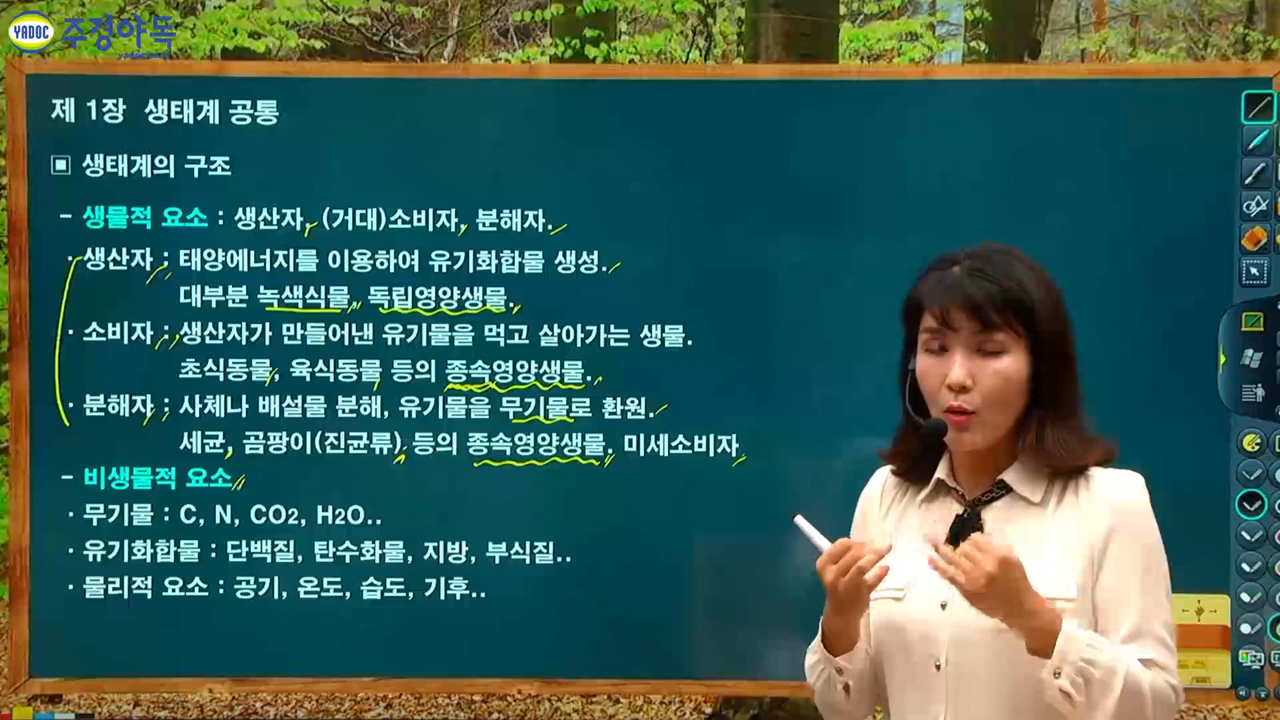 YADOC 주경야독
제 1장 생태계 공통
▣ 생태계의 구조
- 생물적 요소 : 생산자, (거대)소비자, 분해자.
· 생산자 : 태양에너지를 이용하여 유기화합물 생성.
대부분 녹색식물, 독립영양생물.
· 소비자 : 생산자가 만들어낸 유기물을 먹고 살아가는 생물.
초식동물, 육식동물 등의 종속영양생물.
· 분해자 : 사체나 배설물 분해, 유기물을 무기물로 환원.
세균, 곰팡이(진균류) 등의 종속영양생물. 미세소비자
- 비생물적 요소
· 무기물 : C, N, CO2, H2O..
· 유기화합물 : 단백질, 탄수화물, 지방, 부식질..
· 물리적 요소 : 공기, 온도, 습도, 기후..